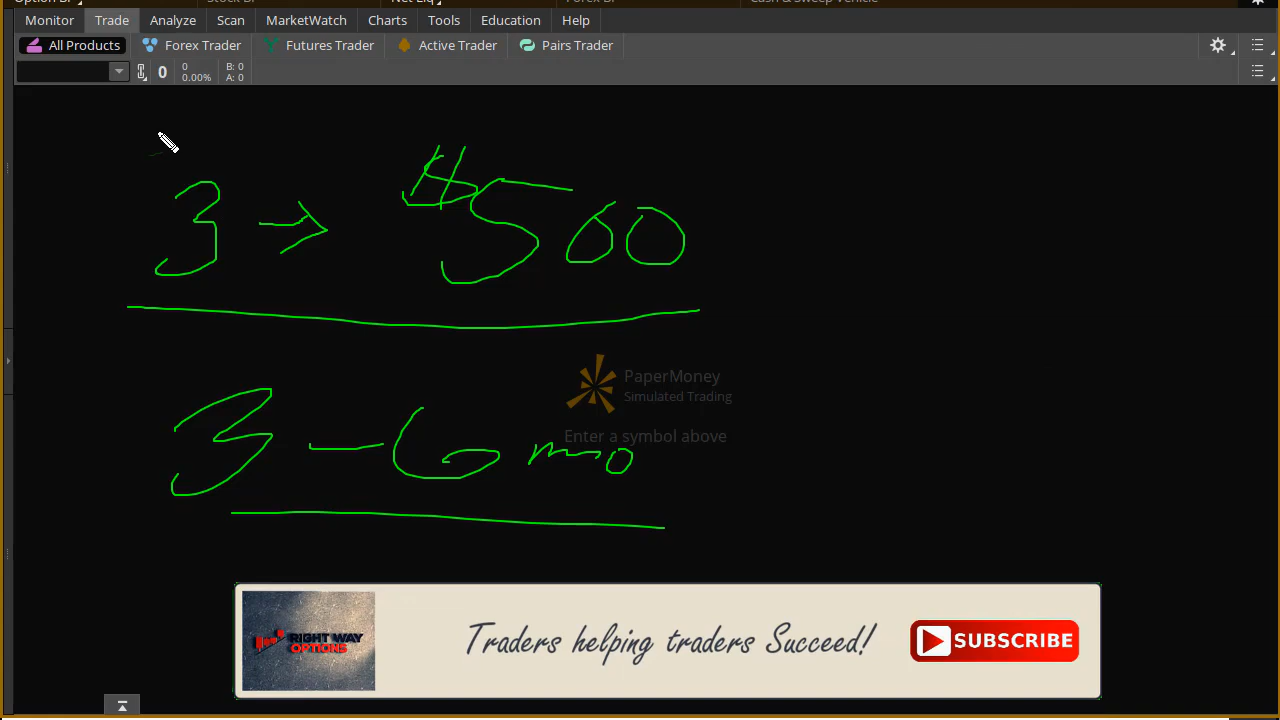 Monitor Trade Analyze Scan MarketWatch Charts Tools Education Help
All Products Forex Trader Futures Trader Active Trader Pairs Trader
0 0 B: 0
0.00% A: 0
3 → $500
3 - 6 mo
PaperMoney
Simulated Trading
Enter a symbol above
RIGHT WAY
OPTIONS
Traders helping traders Succeed!
SUBSCRIBE